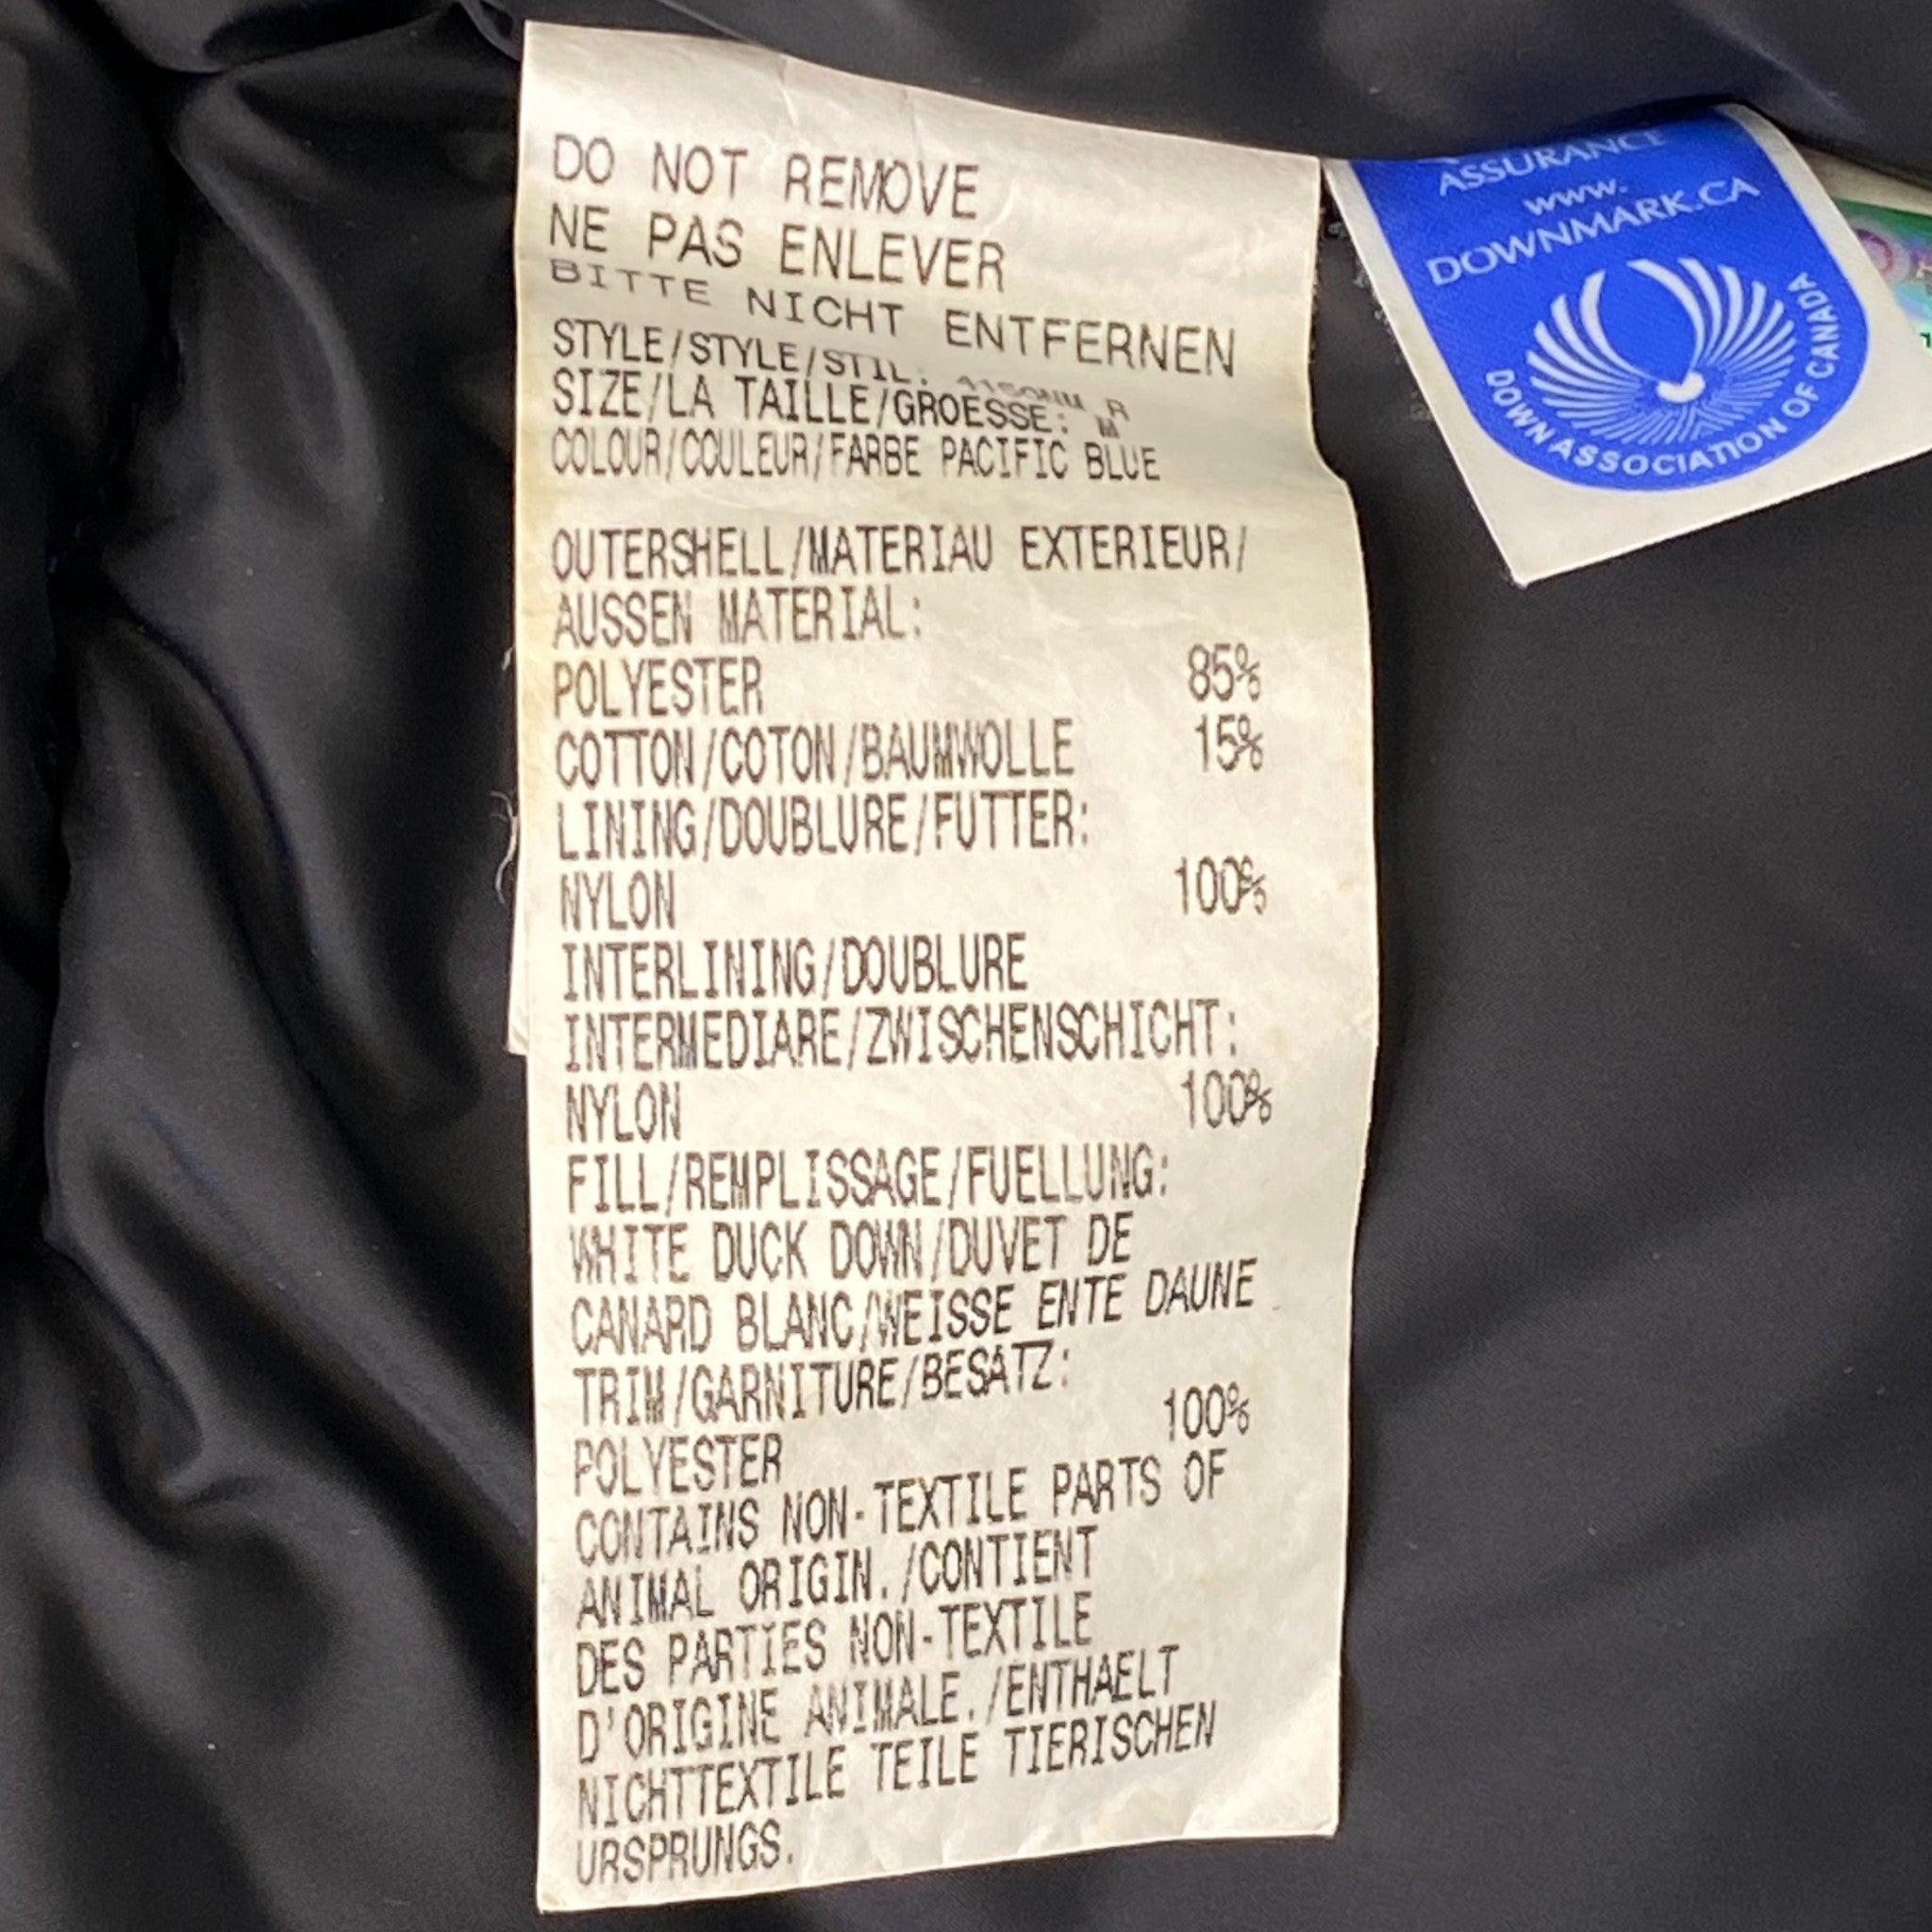 DO NOT REMOVE
NE PAS ENLEVER
BITTE NICHT ENTFERNEN
STYLE/STYLE/STIL: R
SIZE/LA TAILLE/GROESSE: M
COLOUR/COULEUR/FARBE PACIFIC BLUE
OUTERSHELL/MATERIAU EXTERIEUR/
AUSSEN MATERIAL:
POLYESTER 85%
COTTON/COTON/BAUMWOLLE 15%
LINING/DOUBLURE/FUTTER:
NYLON 100%
INTERLINING/DOUBLURE
INTERMEDIARE/ZWISCHENSCHICHT:
NYLON 100%
FILL/REMPLISSAGE/FUELLUNG:
WHITE DUCK DOWN/DUVET DE
CANARD BLANC/WEISSE ENTE DAUNE
TRIM/GARNITURE/BESATZ:
POLYESTER 100%
CONTAINS NON-TEXTILE PARTS OF
ANIMAL ORIGIN./CONTIENT
DES PARTIES NON-TEXTILE
D'ORIGINE ANIMALE./ENTHAELT
NICHTTEXTILE TEILE TIERISCHEN
URSPRUNGS.
ASSURANCE
www.
DOWNMARK.CA
DOWN ASSOCIATION OF CANADA